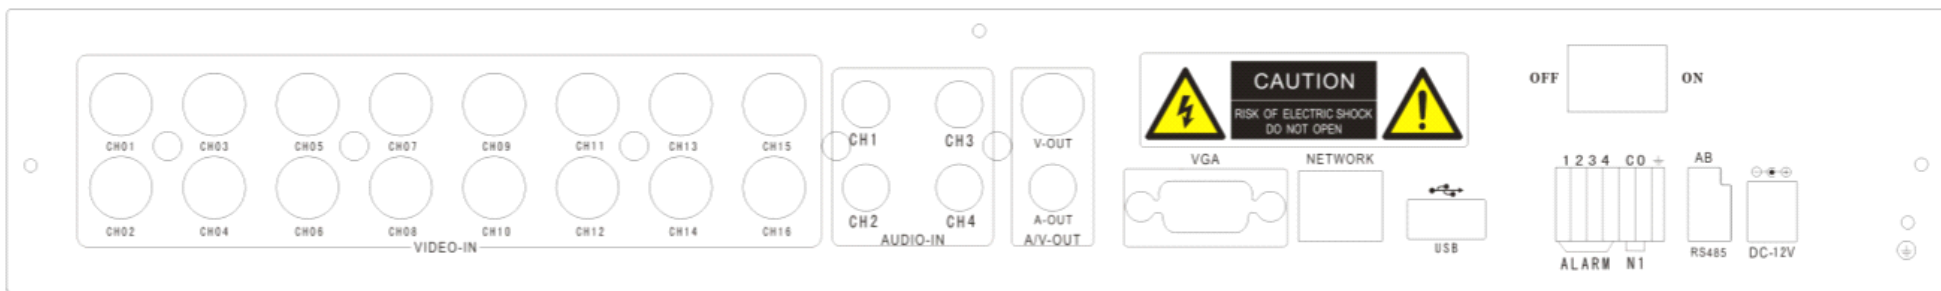 CH01 CH03 CH05 CH07 CH09 CH11 CH13 CH15
CH02 CH04 CH06 CH08 CH10 CH12 CH14 CH16
VIDEO-IN
CH1 CH3
CH2 CH4
AUDIO-IN
V-OUT
A-OUT
A/V-OUT
CAUTION
RISK OF ELECTRIC SHOCK
DO NOT OPEN
VGA
NETWORK
USB
OFF ON
1 2 3 4 C O
ALARM N1
AB
RS485
DC-12V